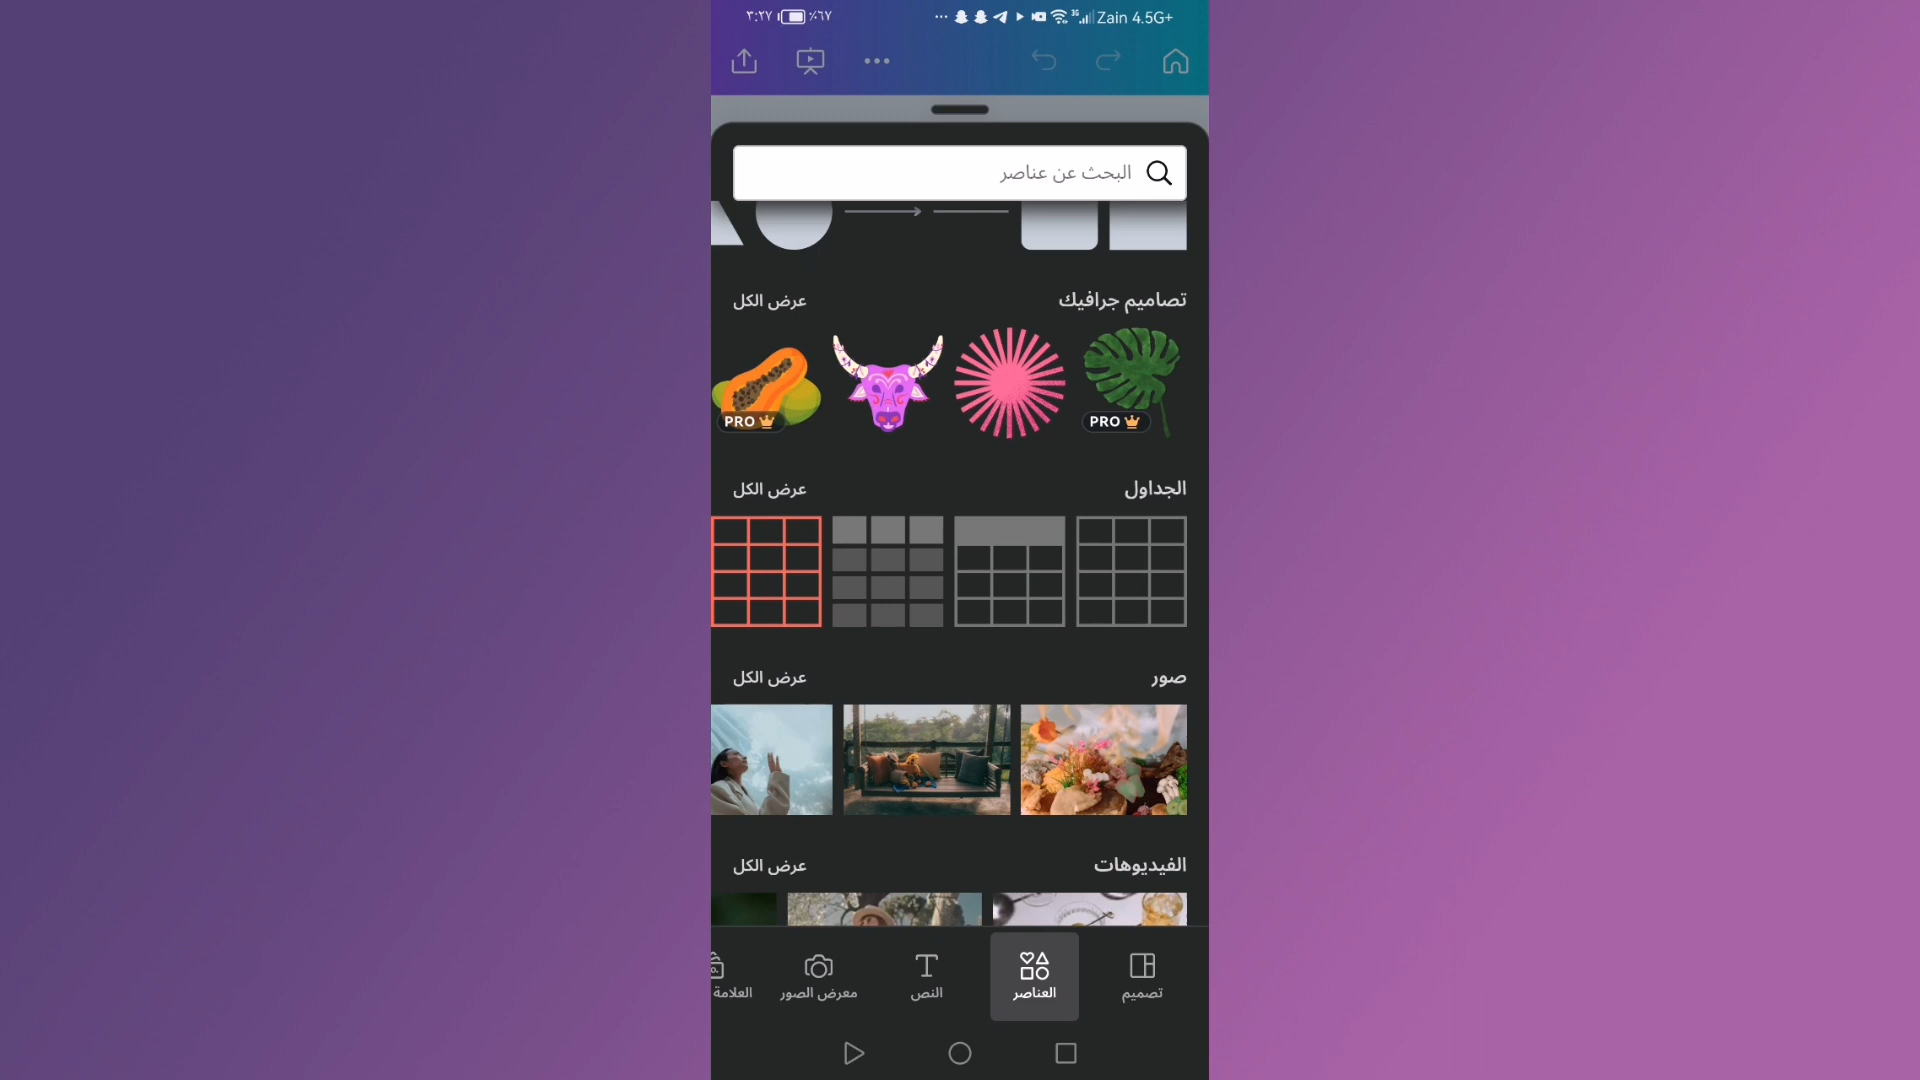 ٣:٢٧ ٪٦٧ Zain 4.5G+ 3G
البحث عن عناصر
تصاميم جرافيك عرض الكل
PRO PRO
الجداول عرض الكل
صور عرض الكل
الفيديوهات عرض الكل
تصميم العناصر النص معرض الصور العلامة